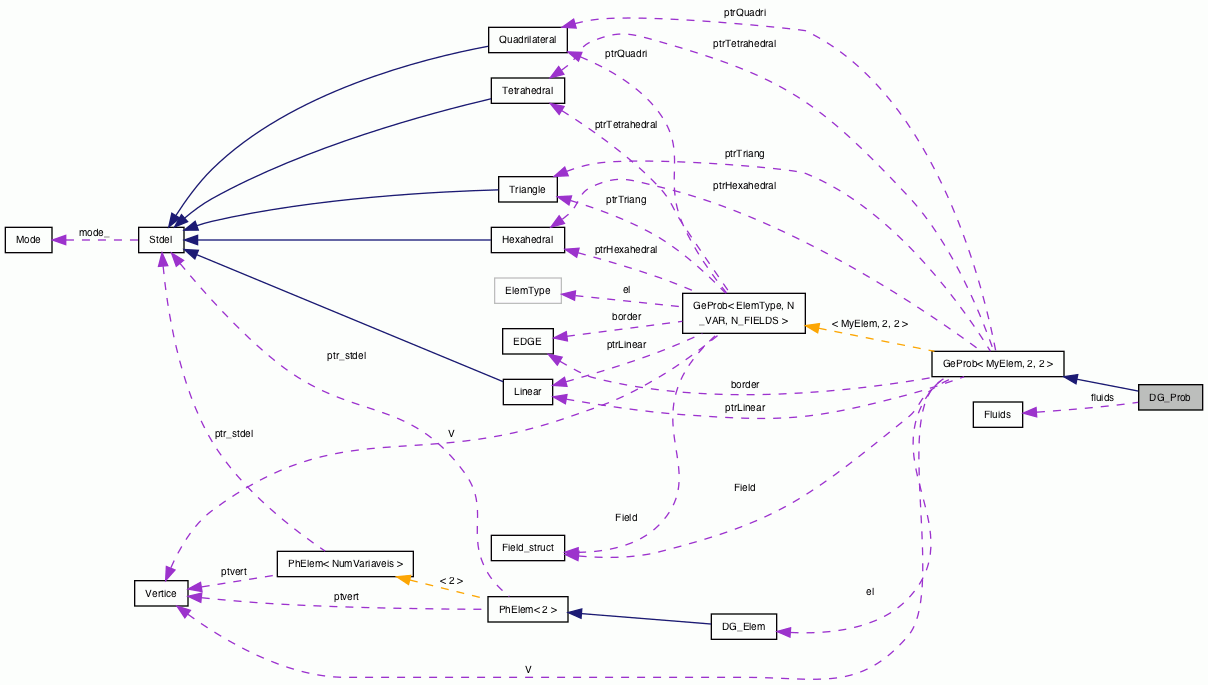 ptrQuadri
Quadrilateral
ptrTetrahedral
ptrQuadri
Tetrahedral
ptrTetrahedral
ptrTriang
Triangle
ptrHexahedral
ptrTriang
Mode
mode_
Stdel
Hexahedral
ptrHexahedral
ElemType
el
GeProb< ElemType, N
_VAR, N_FIELDS >
border
< MyElem, 2, 2 >
EDGE
ptrLinear
ptr_stdel
GeProb< MyElem, 2, 2 >
border
Linear
DG_Prob
fluids
ptrLinear
Fluids
ptr_stdel
V
Field
Field
Field_struct
PhElem< NumVariaveis >
ptvert
< 2 >
Vertice
ptvert
el
PhElem< 2 >
DG_Elem
V